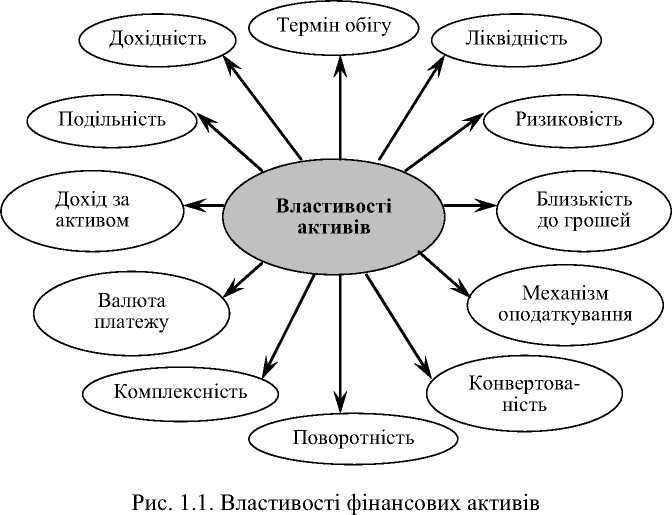 Термін обігу
Дохідність
Ліквідність
Подільність
Ризиковість
Дохід за
активом
Властивості
активів
Близькість
до грошей
Валюта
платежу
Механізм
оподаткування
Комплексність
Конвертова-
ність
Поворотність
Рис. 1.1. Властивості фінансових активів